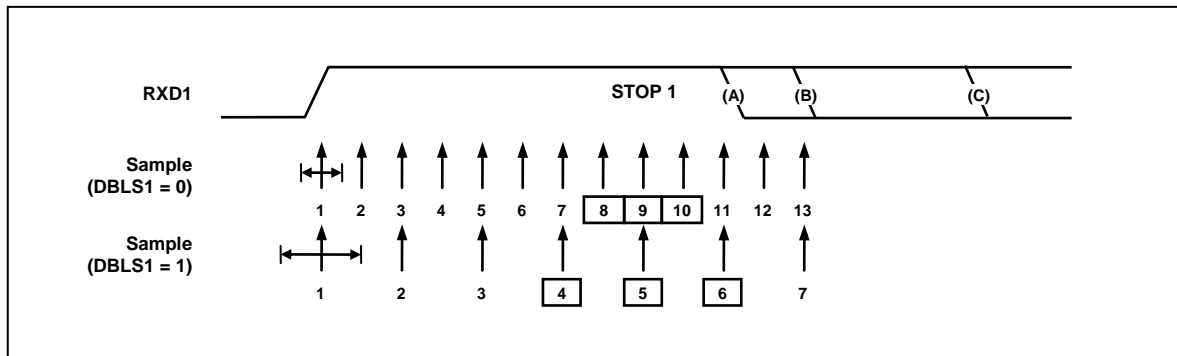 RXD1
STOP 1
(A)
(B)
(C)
Sample
(DBLS1 = 0)
1 2 3 4 5 6 7 8 9 10 11 12 13
Sample
(DBLS1 = 1)
1 2 3 4 5 6 7